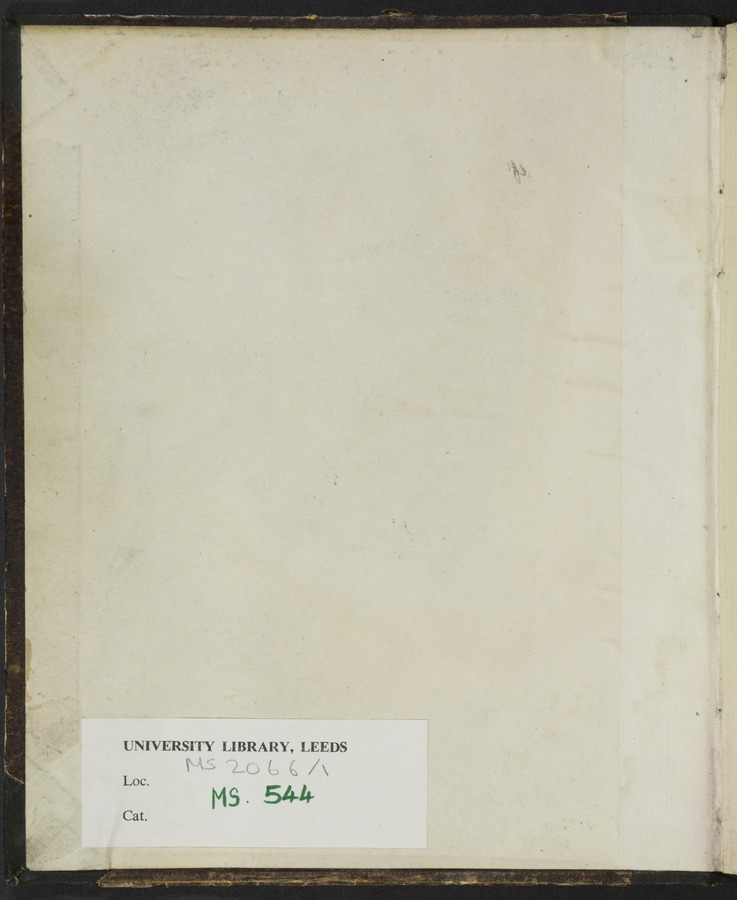 UNIVERSITY LIBRARY, LEEDS
MS 2066/1
Loc.
MS. 544
Cat.